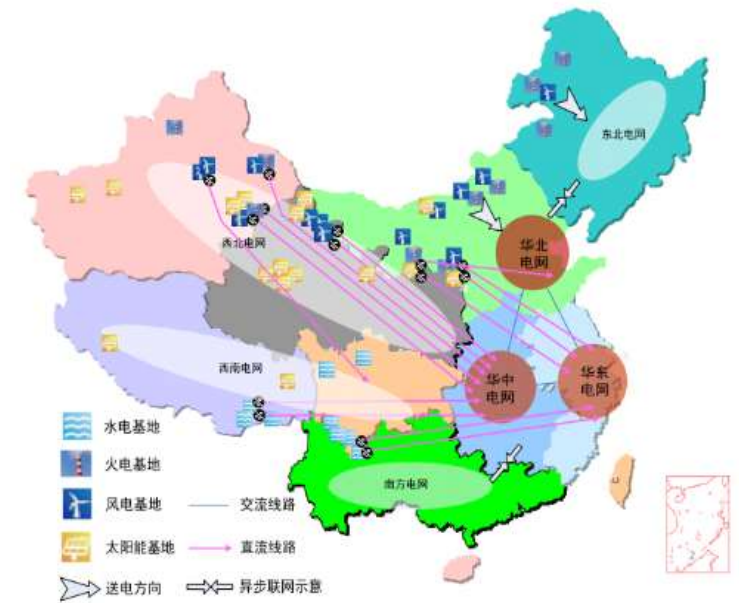 东北电网
华北
电网
西北电网
西南电网
华中
电网
华东
电网
南方电网
水电基地
火电基地
风电基地
交流线路
太阳能基地
直流线路
送电方向
异步联网示意